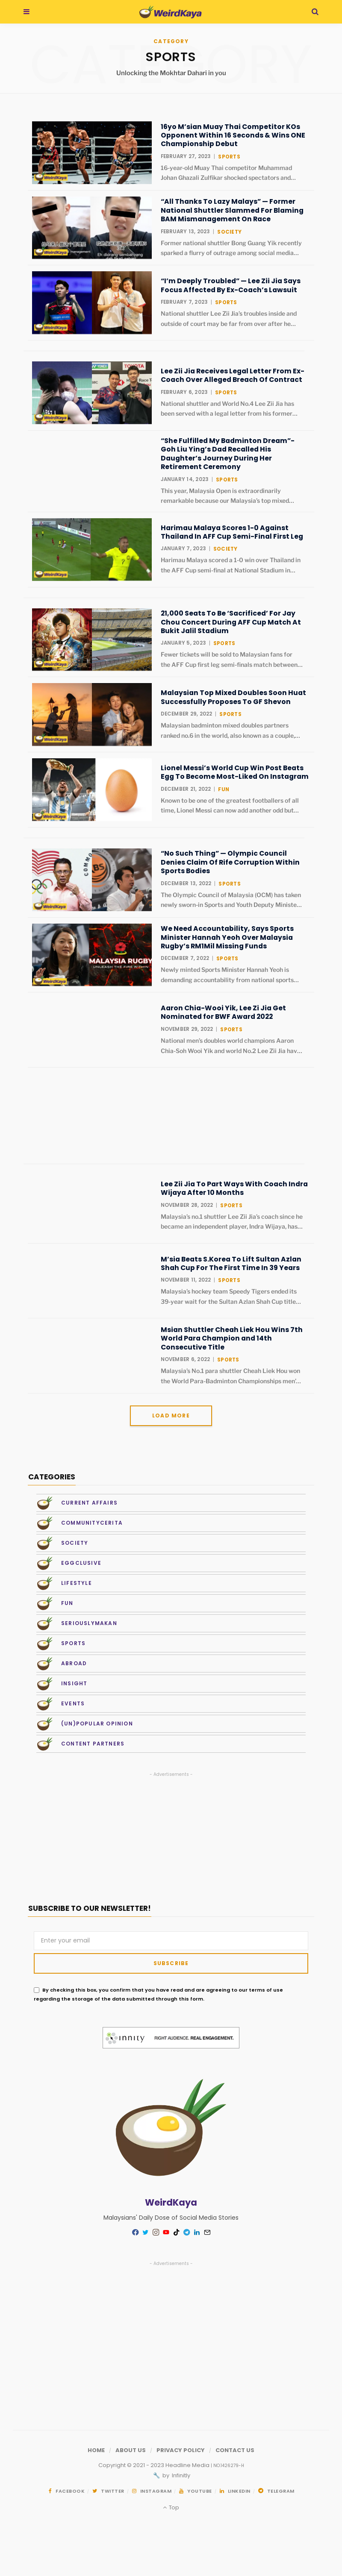 WeirdKaya
CATEGORY
CATEGORY
SPORTS
Unlocking the Mokhtar Dahari in you
16yo M'sian Muay Thai Competitor KOs
Opponent Within 16 Seconds & Wins ONE
Championship Debut
FEBRUARY 27, 2023 | SPORTS
16-year-old Muay Thai competitor Muhammad
Johan Ghazali Zulfikar shocked spectators and...
WeirdKaya
“All Thanks To Lazy Malays” — Former
National Shuttler Slammed For Blaming
BAM Mismanagement On Race
FEBRUARY 13, 2023 | SOCIETY
Former national shuttler Bong Guang Yik recently
sparked a flurry of outrage among social media...
WeirdKaya
“I’m Deeply Troubled” — Lee Zii Jia Says
Focus Affected By Ex-Coach’s Lawsuit
FEBRUARY 7, 2023 | SPORTS
National shuttler Lee Zii Jia’s troubles inside and
outside of court may be far from over after he...
WeirdKaya
Lee Zii Jia Receives Legal Letter From Ex-
Coach Over Alleged Breach Of Contract
FEBRUARY 6, 2023 | SPORTS
National shuttler and World No.4 Lee Zii Jia has
been served with a legal letter from his former...
WeirdKaya
“She Fulfilled My Badminton Dream”-
Goh Liu Ying’s Dad Recalled His
Daughter’s Journey During Her
Retirement Ceremony
JANUARY 14, 2023 | SPORTS
This year, Malaysia Open is extraordinarily
remarkable because our Malaysia’s top mixed...
Harimau Malaya Scores 1-0 Against
Thailand In AFF Cup Semi-Final First Leg
JANUARY 7, 2023 | SOCIETY
Harimau Malaya scored a 1-0 win over Thailand in
the AFF Cup semi-final at National Stadium in...
WeirdKaya
21,000 Seats To Be ‘Sacrificed’ For Jay
Chou Concert During AFF Cup Match At
Bukit Jalil Stadium
JANUARY 5, 2023 | SPORTS
Fewer tickets will be sold to Malaysian fans for
the AFF Cup first leg semi-finals match between...
WeirdKaya
Malaysian Top Mixed Doubles Soon Huat
Successfully Proposes To GF Shevon
DECEMBER 26, 2022 | SPORTS
Malaysian badminton mixed doubles partners
ranked no.6 in the world, also known as a couple,...
WeirdKaya
Lionel Messi’s World Cup Win Post Beats
Egg To Become Most-Liked On Instagram
DECEMBER 21, 2022 | FUN
Known to be one of the greatest footballers of all
time, Lionel Messi can now add another odd but...
WeirdKaya
“No Such Thing” — Olympic Council
Denies Claim Of Rife Corruption Within
Sports Bodies
DECEMBER 13, 2022 | SPORTS
The Olympic Council of Malaysia (OCM) has taken
newly sworn-in Sports and Youth Deputy Ministe...
WeirdKaya
We Need Accountability, Says Sports
Minister Hannah Yeoh Over Malaysia
Rugby’s RM1Mil Missing Funds
DECEMBER 7, 2022 | SPORTS
Newly minted Sports Minister Hannah Yeoh is
demanding accountability from national sports...
MALAYSIA RUGBY
WeirdKaya
Aaron Chia-Wooi Yik, Lee Zi Jia Get
Nominated for BWF Award 2022
NOVEMBER 29, 2022 | SPORTS
National men’s doubles world champions Aaron
Chia-Soh Wooi Yik and world No.2 Lee Zii Jia hav...
Lee Zii Jia To Part Ways With Coach Indra
Wijaya After 10 Months
NOVEMBER 26, 2022 | SPORTS
Malaysia’s no.1 shuttler Lee Zii Jia’s coach since he
became an independent player, Indra Wijaya, has...
M’sia Beats S.Korea To Lift Sultan Azlan
Shah Cup For The First Time In 39 Years
NOVEMBER 11, 2022 | SPORTS
Malaysia’s hockey team Speedy Tigers ended its
39-year wait for the Sultan Azlan Shah Cup title...
Msian Shuttler Cheah Liek Hou Wins 7th
World Para Champion and 14th
Consecutive Title
NOVEMBER 6, 2022 | SPORTS
Malaysia’s No.1 para shuttler Cheah Liek Hou won
the World Para-Badminton Championships men’...
LOAD MORE
CATEGORIES
CURRENT AFFAIRS
COMMUNITYCERITA
SOCIETY
EGGCLUSIVE
LIFESTYLE
FUN
SERIOUSLYMAKAN
SPORTS
ABROAD
INSIGHT
EVENTS
(UN)POPULAR OPINION
CONTENT PARTNERS
- Advertisements -
SUBSCRIBE TO OUR NEWSLETTER!
Enter your email
SUBSCRIBE
By checking this box, you confirm that you have read and are agreeing to our terms of use
regarding the storage of the data submitted through this form.
innity RIGHT AUDIENCE. REAL ENGAGEMENT.
WeirdKaya
Malaysians' Daily Dose of Social Media Stories
- Advertisements -
HOME / ABOUT US / PRIVACY POLICY / CONTACT US
Copyright © 2021 - 2023 Headline Media
by Infinitly
FACEBOOK TWITTER INSTAGRAM YOUTUBE LINKEDIN TELEGRAM
Top